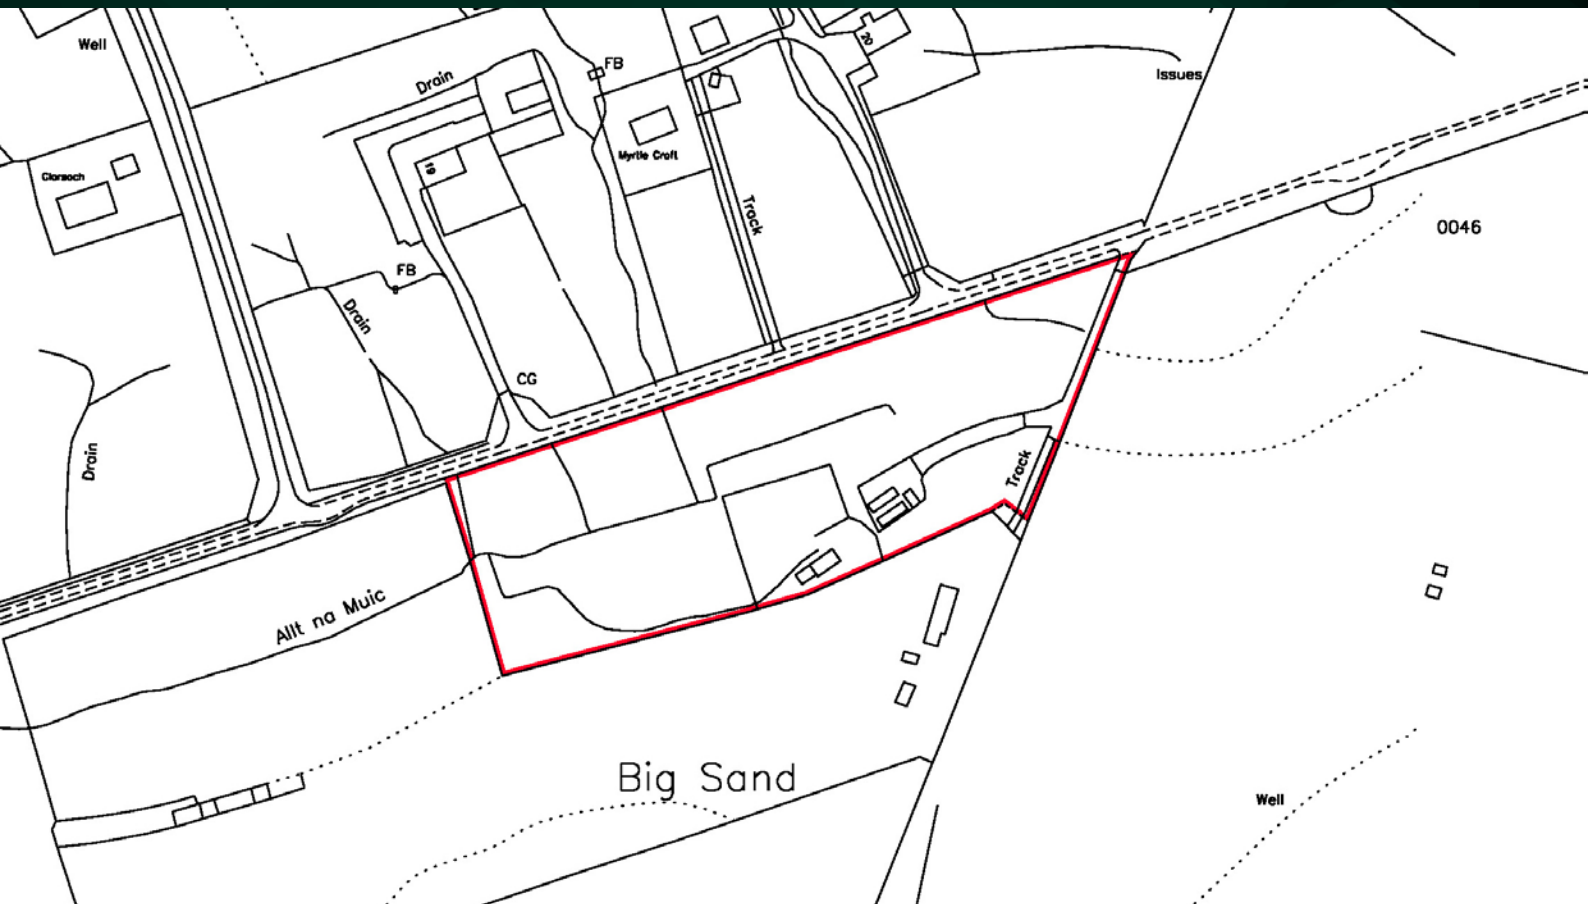 Well
FB
20
Drain
Issues
Clarsach
19
Myrtle Croft
Track
0046
FB
Drain
CG
Drain
Track
Allt na Muic
Big Sand
Well